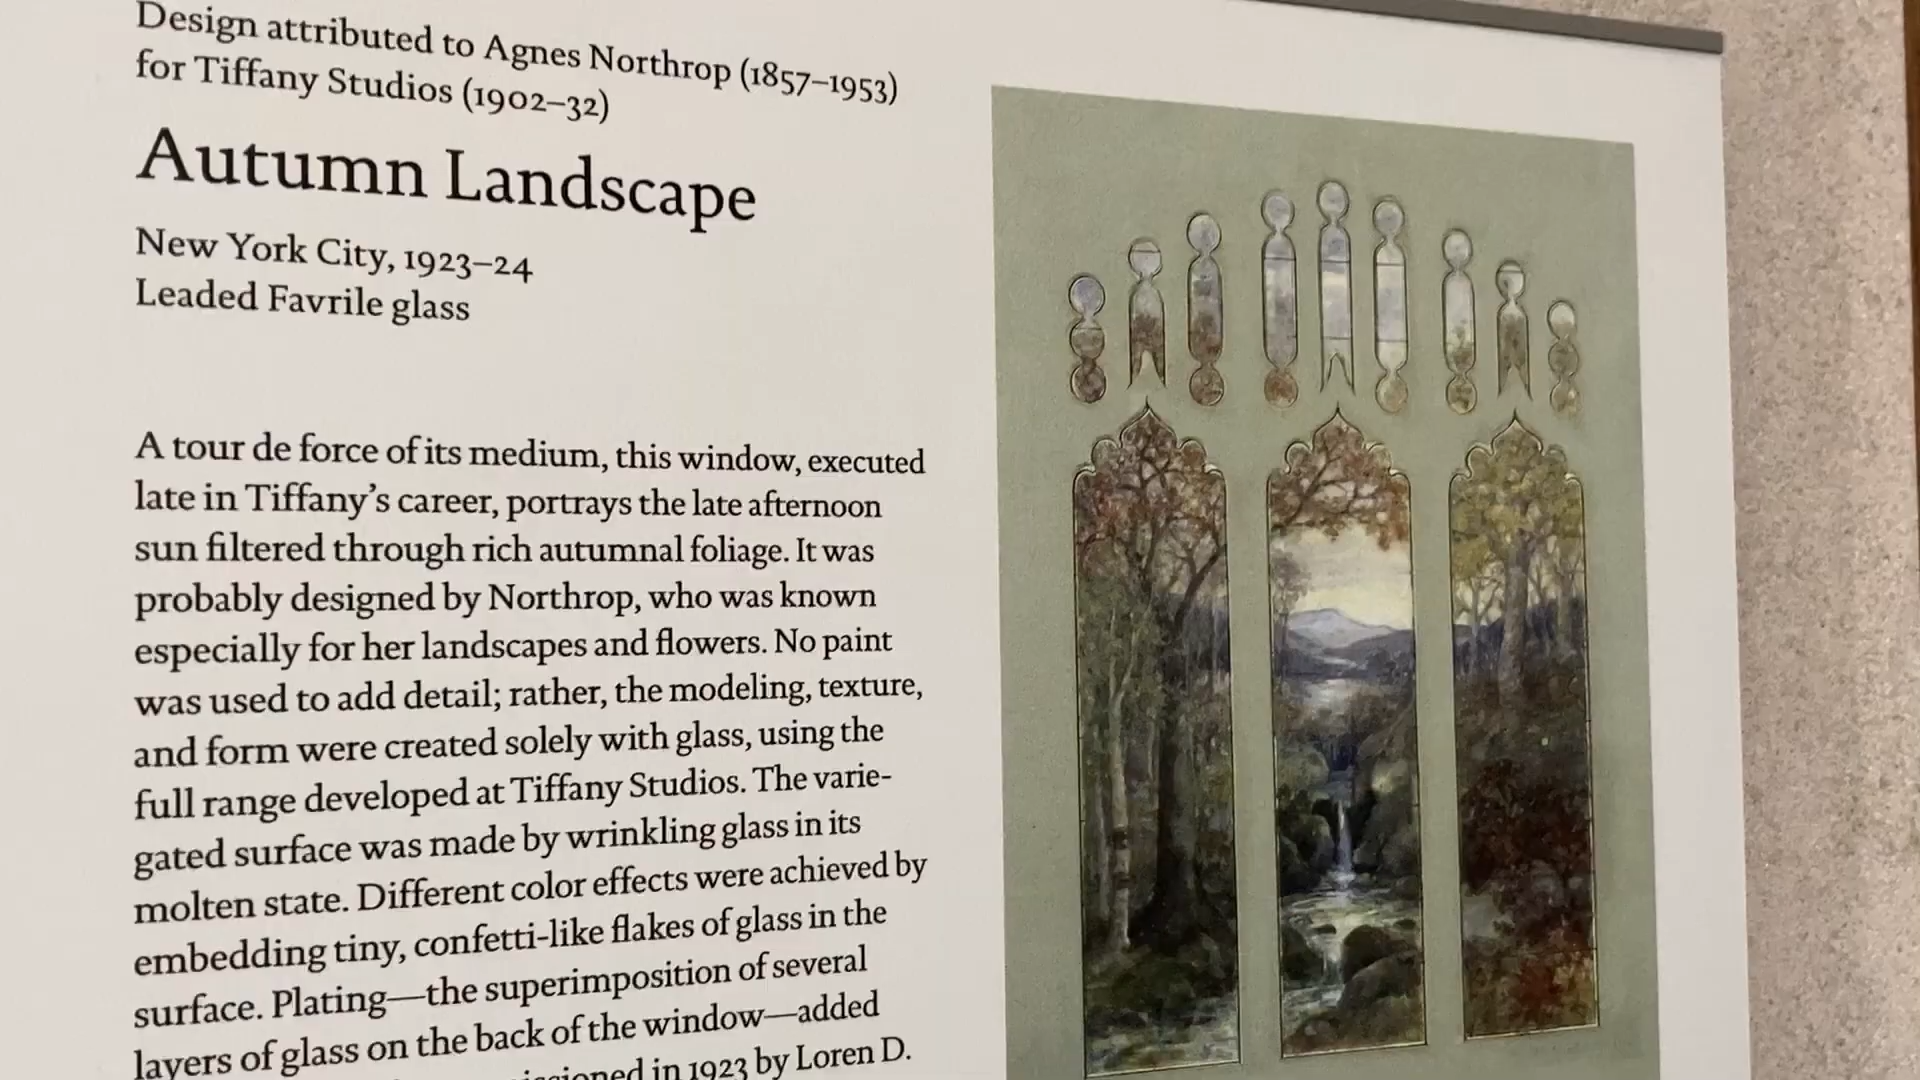 Design attributed to Agnes Northrop (1857–1953)
for Tiffany Studios (1902–32)
Autumn Landscape
New York City, 1923–24
Leaded Favrile glass
A tour de force of its medium, this window, executed
late in Tiffany's career, portrays the late afternoon
sun filtered through rich autumnal foliage. It was
probably designed by Northrop, who was known
especially for her landscapes and flowers. No paint
was used to add detail; rather, the modeling, texture,
and form were created solely with glass, using the
full range developed at Tiffany Studios. The varie-
gated surface was made by wrinkling glass in its
molten state. Different color effects were achieved by
embedding tiny, confetti-like flakes of glass in the
surface. Plating—the superimposition of several
layers of glass on the back of the window—added
in 1923 by Loren D.